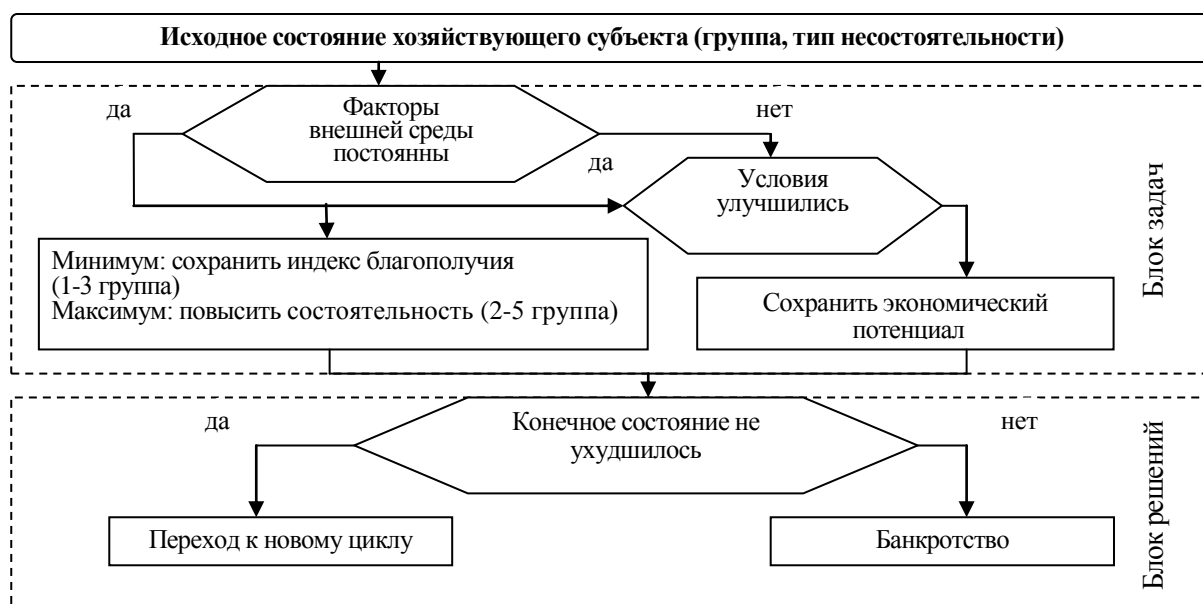 Исходное состояние хозяйствующего субъекта (группа, тип несостоятельности)
да
Факторы
внешней среды
постоянны
нет
да
Условия
улучшились
Блок задач
Минимум: сохранить индекс благополучия
(1-3 группа)
Максимум: повысить состоятельность (2-5 группа)
Сохранить экономический
потенциал
да
Конечное состояние не
ухудшилось
нет
Блок решений
Переход к новому циклу
Банкротство